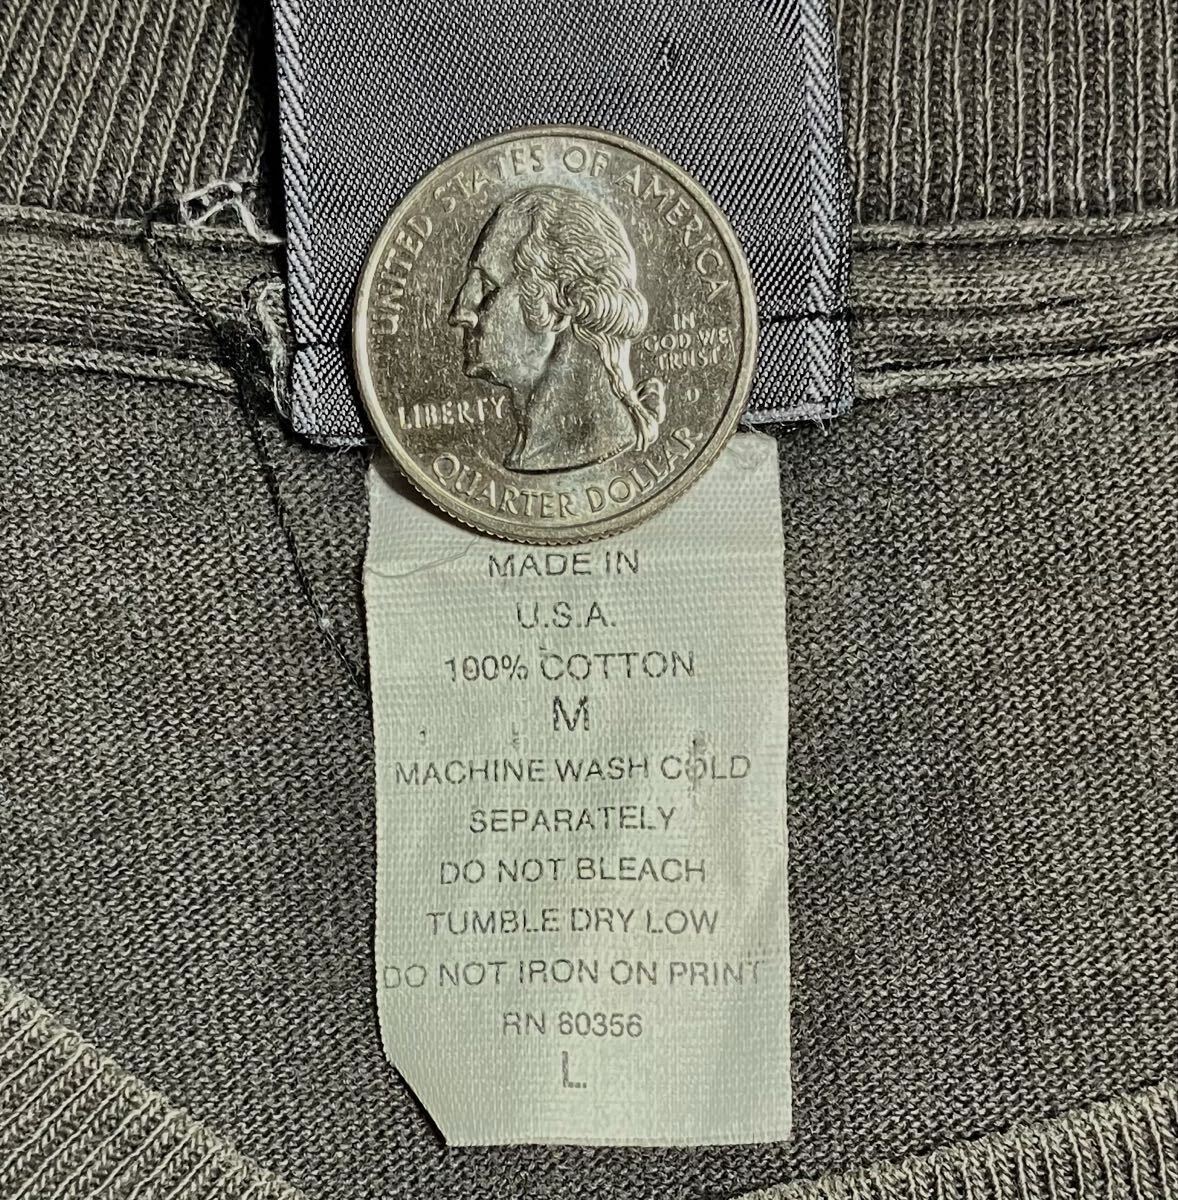 UNITED STATES OF AMERICA
IN
GOD WE
TRUST
LIBERTY
D
QUARTER DOLLAR
MADE IN
U.S.A.
100% COTTON
M
MACHINE WASH COLD
SEPARATELY
DO NOT BLEACH
TUMBLE DRY LOW
DO NOT IRON ON PRINT
RN 60356
L